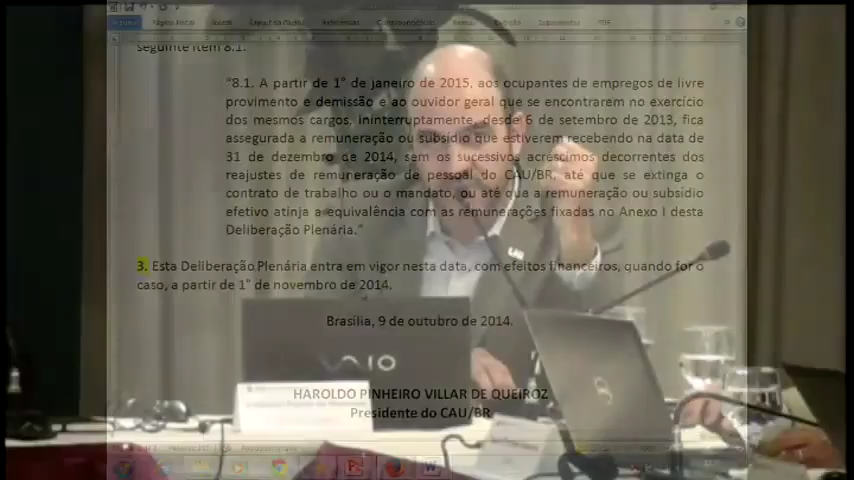 seguinte item 8.1:
"8.1. A partir de 1° de janeiro de 2015, aos ocupantes de empregos de livre
provimento e demissão e ao ouvidor geral que se encontrarem no exercício
dos mesmos cargos, ininterruptamente, desde 6 de setembro de 2013, fica
assegurada a remuneração ou subsídio que estiverem recebendo na data de
31 de dezembro de 2014, sem os sucessivos acréscimos decorrentes dos
reajustes de remuneração de pessoal do CAU/BR, até que se extinga o
contrato de trabalho ou o mandato, ou até que a remuneração ou subsídio
efetivo atinja a equivalência com as remunerações fixadas no Anexo I desta
Deliberação Plenária."
3. Esta Deliberação Plenária entra em vigor nesta data, com efeitos financeiros, quando for o
caso, a partir de 1° de novembro de 2014.
Brasília, 9 de outubro de 2014.
VAIO
HAROLDO PINHEIRO VILLAR DE QUEIROZ
Presidente do CAU/BR